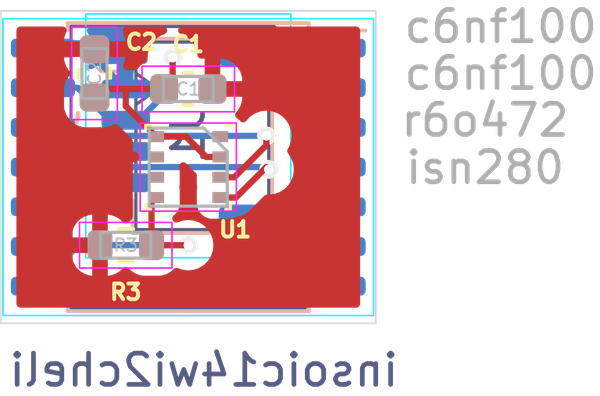 c6nf100
C2 C1
c6nf100
C1
r6o472
isn280
U1
R3
R3
insoic14wi2cheli